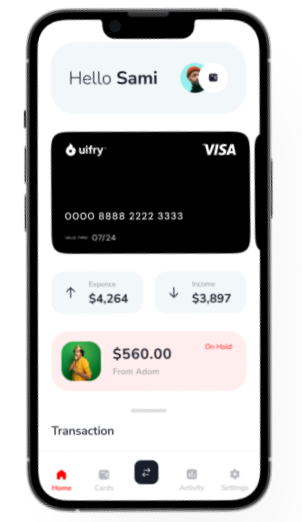 Hello Sami
uifry
VISA
0000 8888 2222 3333
VALID THRU 07/24
Expence
$4,264
Income
$3,897
$560.00
On Hold
From Adom
Transaction
Home
Cards
Activity
Settings